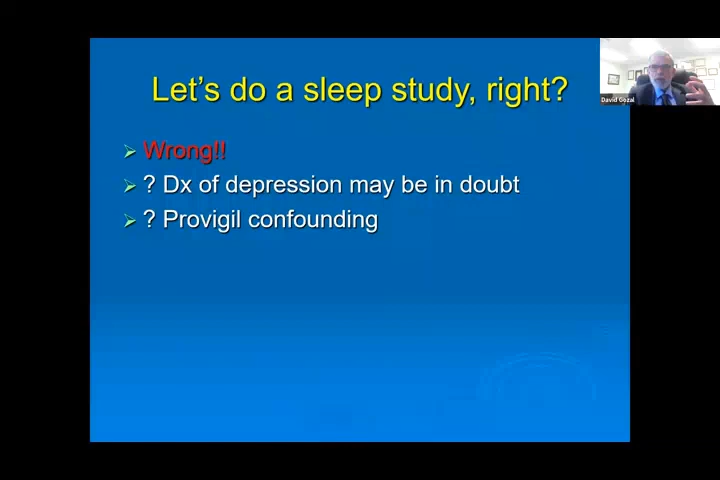 Let's do a sleep study, right?
Wrong!!
? Dx of depression may be in doubt
? Provigil confounding
David Gozal